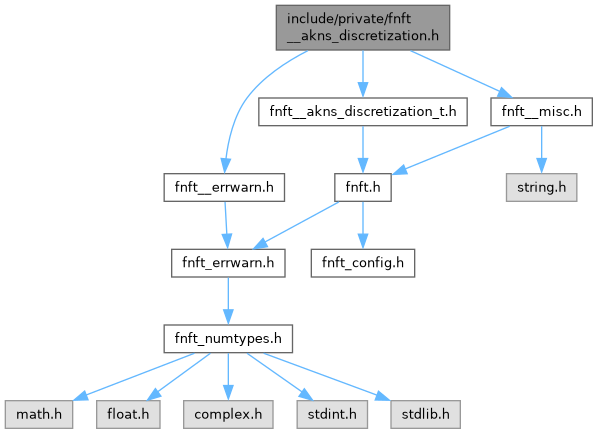 include/private/fnft
__akns_discretization.h
fnft__akns_discretization_t.h
fnft__misc.h
fnft__errwarn.h
fnft.h
string.h
fnft_errwarn.h
fnft_config.h
fnft_numtypes.h
math.h
float.h
complex.h
stdint.h
stdlib.h